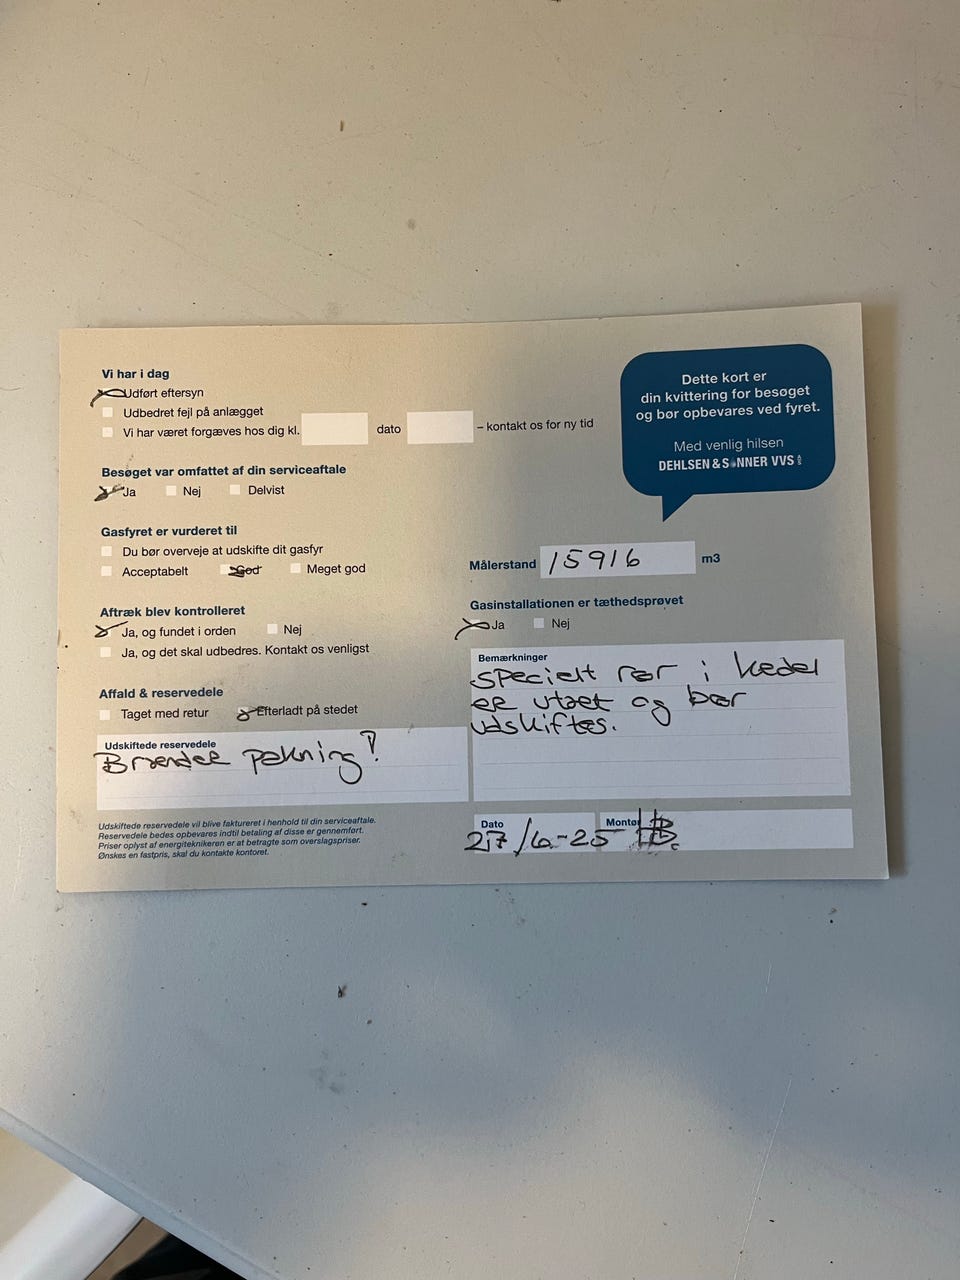 Vi har i dag
Udført eftersyn
Udbedret fejl på anlægget
Vi har været forgæves hos dig kl. dato – kontakt os for ny tid
Besøget var omfattet af din serviceaftale
Ja Nej Delvist
Gasfyret er vurderet til
Du bør overveje at udskifte dit gasfyr
Acceptabelt God Meget god
Aftræk blev kontrolleret
Ja, og fundet i orden Nej
Ja, og det skal udbedres. Kontakt os venligst
Affald & reservedele
Taget med retur Efterladt på stedet
Udskiftede reservedele
Brænder pakning!
Udskiftede reservedele vil blive faktureret i henhold til din serviceaftale.
Reservedele bedes opbevares indtil betaling af disse er gennemført.
Priser oplyst af energiteknikeren er at betragte som overslagspriser.
Ønskes en fastpris, skal du kontakte kontoret.
Dette kort er
din kvittering for besøget
og bør opbevares ved fyret.
Med venlig hilsen
DEHLSEN & SØNNER VVS
Målerstand 15916 m3
Gasinstallationen er tæthedsprøvet
Ja Nej
Bemærkninger
specielt rør i kedel
er utæt og bør
udskiftes.
Dato Montør
27/6-25 HB.